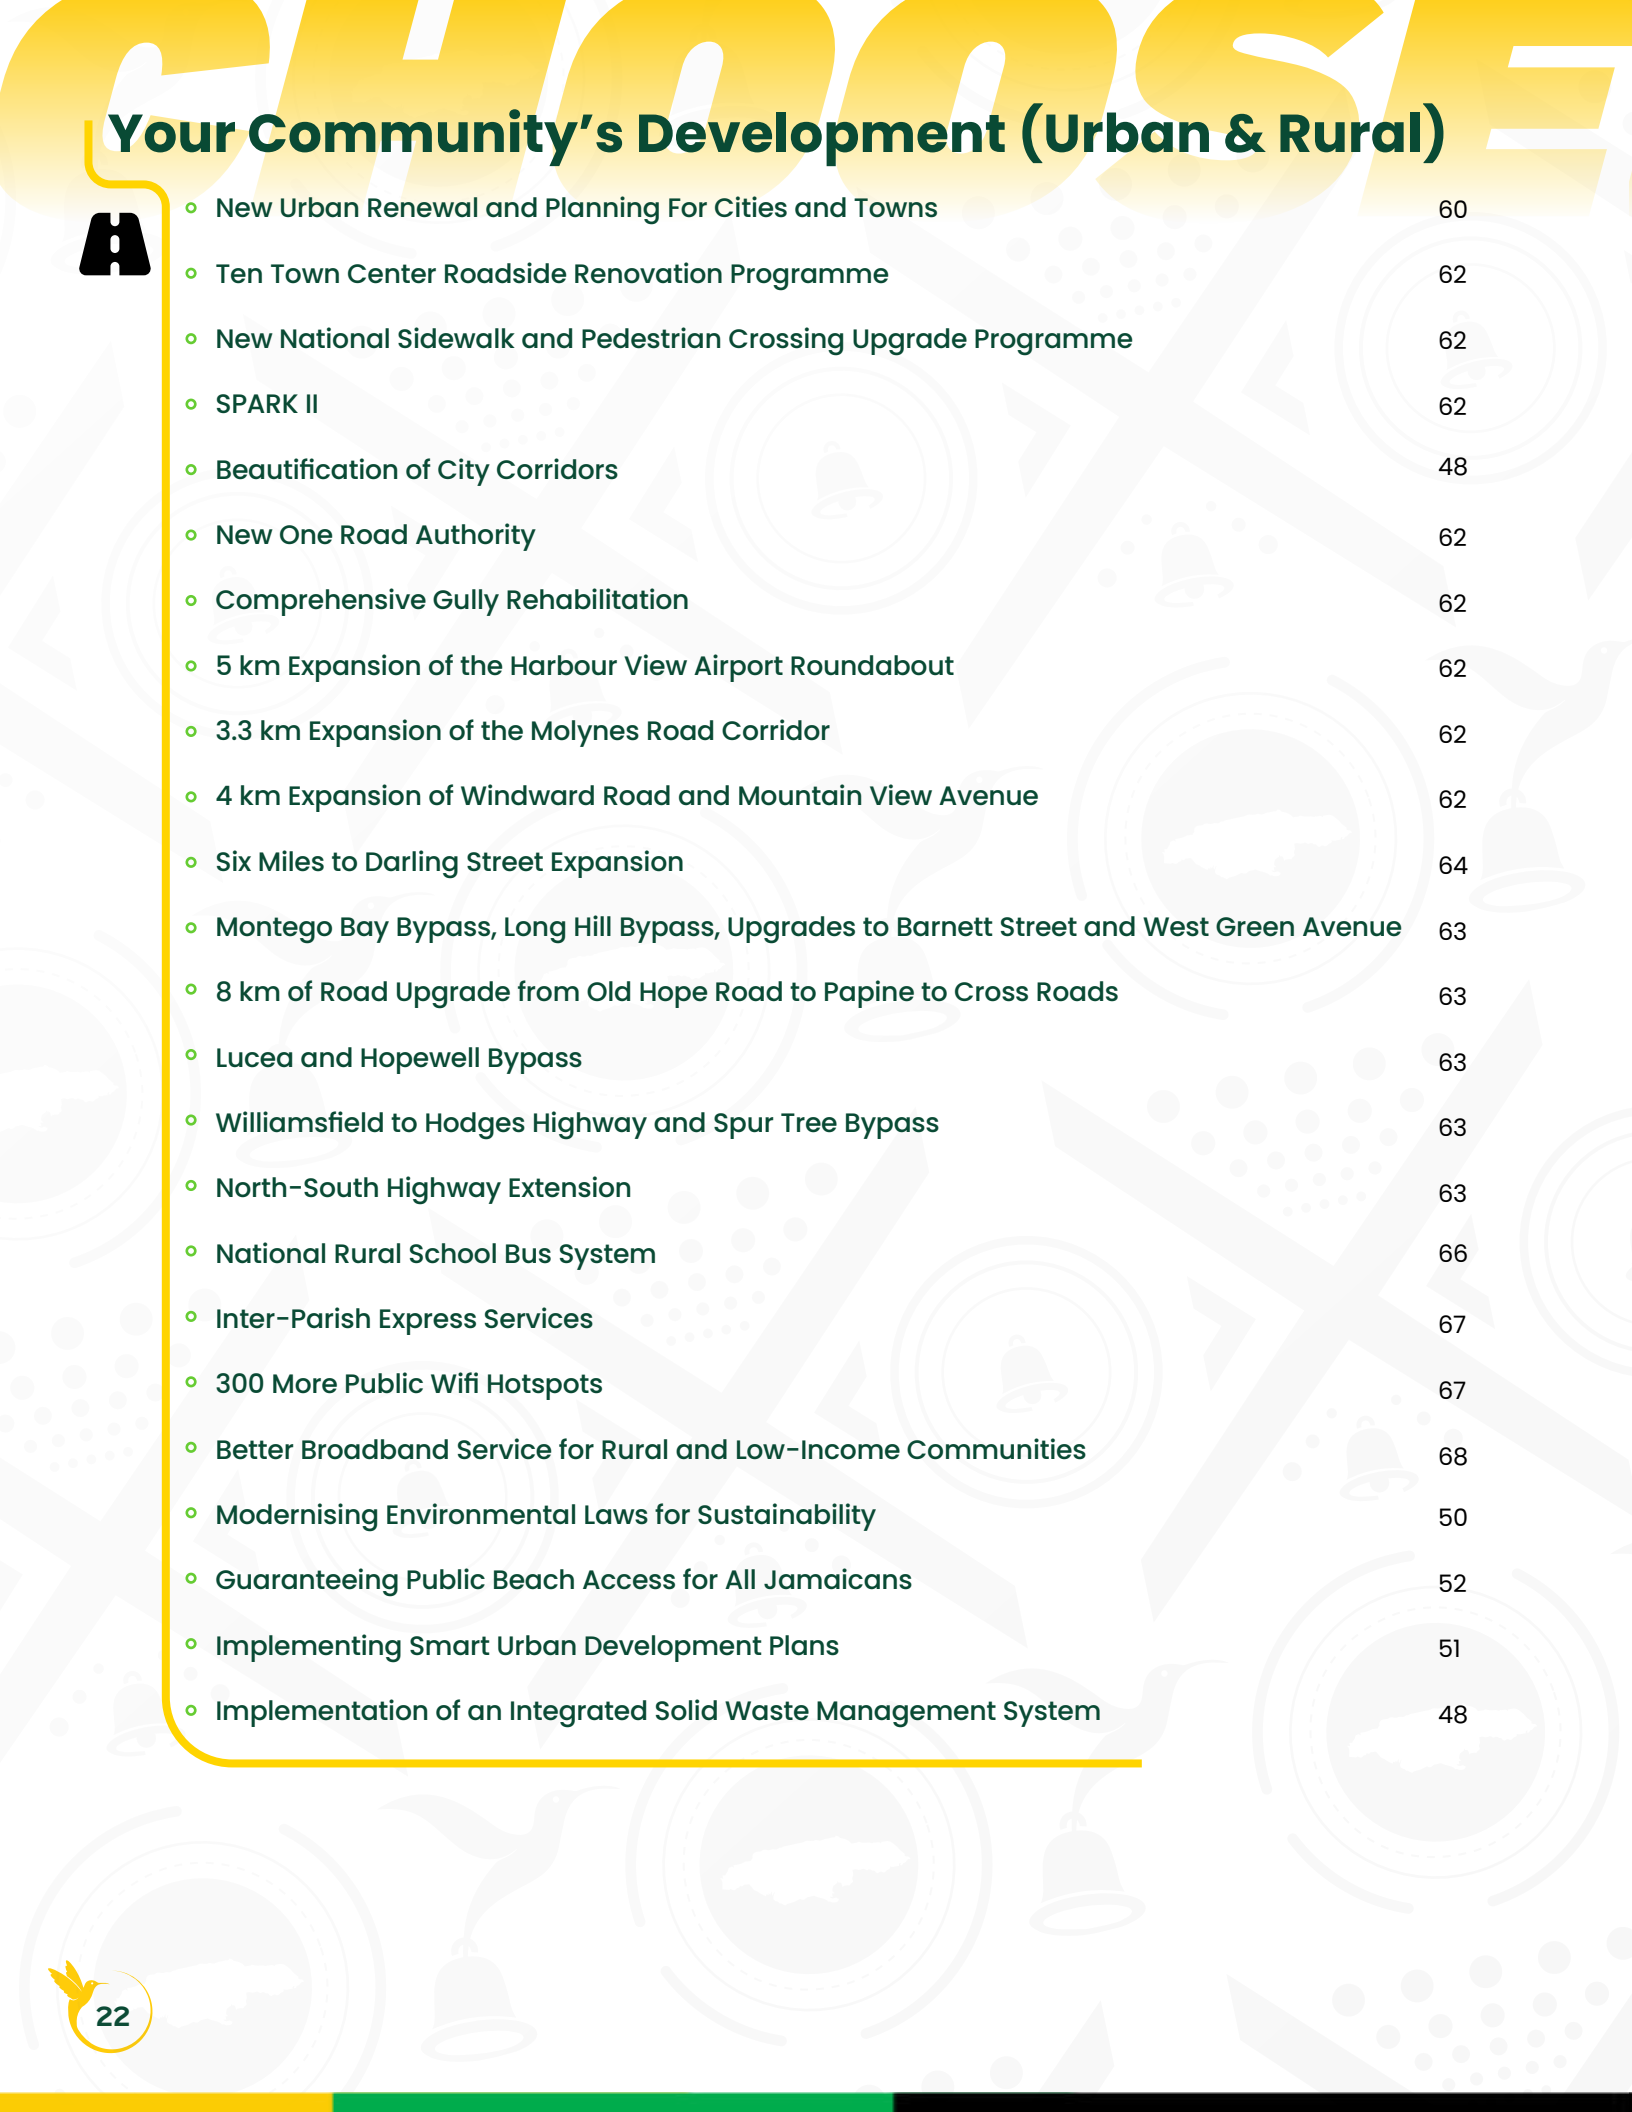 CHOOSE
Your Community’s Development (Urban & Rural)
New Urban Renewal and Planning For Cities and Towns 60
Ten Town Center Roadside Renovation Programme 62
New National Sidewalk and Pedestrian Crossing Upgrade Programme 62
SPARK II 62
Beautification of City Corridors 48
New One Road Authority 62
Comprehensive Gully Rehabilitation 62
5 km Expansion of the Harbour View Airport Roundabout 62
3.3 km Expansion of the Molynes Road Corridor 62
4 km Expansion of Windward Road and Mountain View Avenue 62
Six Miles to Darling Street Expansion 64
Montego Bay Bypass, Long Hill Bypass, Upgrades to Barnett Street and West Green Avenue 63
8 km of Road Upgrade from Old Hope Road to Papine to Cross Roads 63
Lucea and Hopewell Bypass 63
Williamsfield to Hodges Highway and Spur Tree Bypass 63
North-South Highway Extension 63
National Rural School Bus System 66
Inter-Parish Express Services 67
300 More Public Wifi Hotspots 67
Better Broadband Service for Rural and Low-Income Communities 68
Modernising Environmental Laws for Sustainability 50
Guaranteeing Public Beach Access for All Jamaicans 52
Implementing Smart Urban Development Plans 51
Implementation of an Integrated Solid Waste Management System 48
22